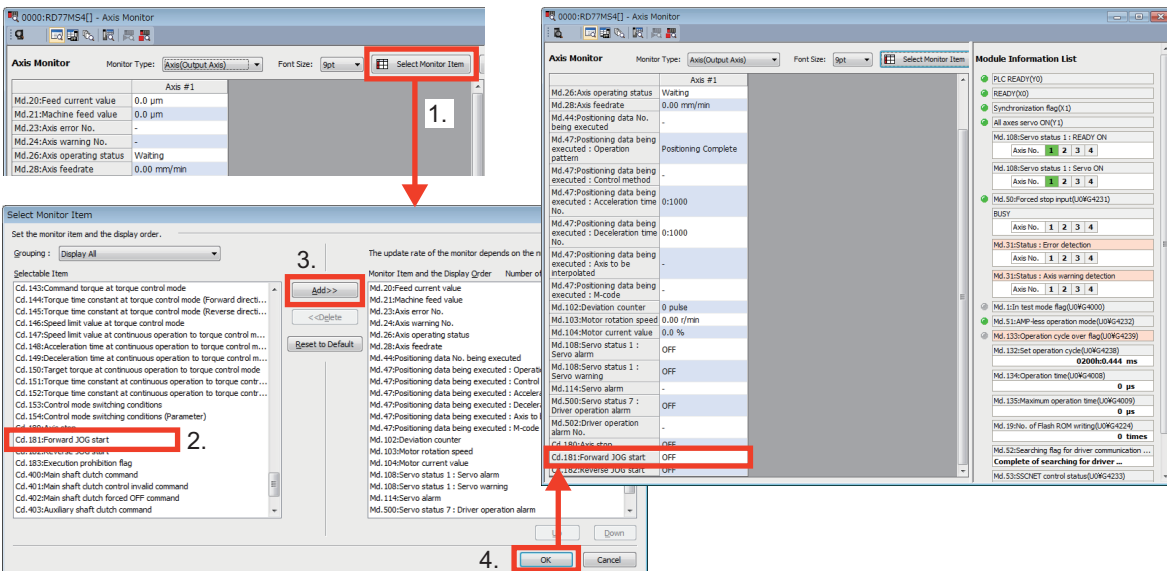 0000:RD77MS4[] - Axis Monitor
Axis Monitor
Monitor Type: Axis(Output Axis)
Font Size: 9pt
Select Monitor Item
Axis #1
Md.20:Feed current value 0.0 µm
Md.21:Machine feed value 0.0 µm
Md.23:Axis error No. -
Md.24:Axis warning No. -
Md.26:Axis operating status Waiting
Md.28:Axis feedrate 0.00 mm/min
1.
Select Monitor Item
Set the monitor item and the display order.
Grouping : Display All
Selectable Item
Cd.143:Command torque at torque control mode
Cd.144:Torque time constant at torque control mode (Forward directi...
Cd.145:Torque time constant at torque control mode (Reverse directi...
Cd.146:Speed limit value at torque control mode
Cd.147:Speed limit value at continuous operation to torque control m...
Cd.148:Acceleration time at continuous operation to torque control m...
Cd.149:Deceleration time at continuous operation to torque control m...
Cd.150:Target torque at continuous operation to torque control mode
Cd.151:Torque time constant at continuous operation to torque contr...
Cd.152:Torque time constant at continuous operation to torque contr...
Cd.153:Control mode switching conditions
Cd.154:Control mode switching conditions (Parameter)
Cd.180:Axis stop
Cd.181:Forward JOG start
Cd.182:Reverse JOG start
Cd.183:Execution prohibition flag
Cd.400:Main shaft dutch command
Cd.401:Main shaft dutch control invalid command
Cd.402:Main shaft dutch forced OFF command
Cd.403:Auxiliary shaft dutch command
2.
3.
Add>>
<<Delete
Reset to Default
The update rate of the monitor depends on the n
Monitor Item and the Display Order Number of
Md.20:Feed current value
Md.21:Machine feed value
Md.23:Axis error No.
Md.24:Axis warning No.
Md.26:Axis operating status
Md.28:Axis feedrate
Md.44:Positioning data No. being executed
Md.47:Positioning data being executed : Operati
Md.47:Positioning data being executed : Control
Md.47:Positioning data being executed : Accelera
Md.47:Positioning data being executed : Deceler
Md.47:Positioning data being executed : Axis to l
Md.47:Positioning data being executed : M-code
Md.102:Deviation counter
Md.103:Motor rotation speed
Md.104:Motor current value
Md.108:Servo status 1 : Servo alarm
Md.108:Servo status 1 : Servo warning
Md.114:Servo alarm
Md.500:Servo status 7 : Driver operation alarm
Up
Down
4.
OK
Cancel
0000:RD77MS4[] - Axis Monitor
Axis Monitor
Monitor Type: Axis(Output Axis)
Font Size: 9pt
Select Monitor Item
Axis #1
Md.26:Axis operating status Waiting
Md.28:Axis feedrate 0.00 mm/min
Md.44:Positioning data No.
being executed -
Md.47:Positioning data being
executed : Operation Positioning Complete
pattern
Md.47:Positioning data being
executed : Control method -
Md.47:Positioning data being
executed : Acceleration time 0:1000
No.
Md.47:Positioning data being
executed : Deceleration time 0:1000
No.
Md.47:Positioning data being
executed : Axis to be -
interpolated
Md.47:Positioning data being
executed : M-code -
Md.102:Deviation counter 0 pulse
Md.103:Motor rotation speed 0.00 r/min
Md.104:Motor current value 0.0 %
Md.108:Servo status 1 :
Servo alarm OFF
Md.108:Servo status 1 :
Servo warning OFF
Md.114:Servo alarm -
Md.500:Servo status 7 :
Driver operation alarm OFF
Md.502:Driver operation
alarm No. -
Cd.180:Axis stop OFF
Cd.181:Forward JOG start OFF
Cd.182:Reverse JOG start OFF
Module Information List
PLC READY(Y0)
READY(X0)
Synchronization flag(X1)
All axes servo ON(Y1)
Md.108:Servo status 1 : READY ON
Axis No. 1 2 3 4
Md.108:Servo status 1 : Servo ON
Axis No. 1 2 3 4
Md.50:Forced stop input(U0¥G4231)
BUSY
Axis No. 1 2 3 4
Md.31:Status : Error detection
Axis No. 1 2 3 4
Md.31:Status : Axis warning detection
Axis No. 1 2 3 4
Md.1:In test mode flag(U0¥G4000)
Md.51:AMP-less operation mode(U0¥G4232)
Md.133:Operation cycle over flag(U0¥G4239)
Md.132:Set operation cycle(U0¥G4238)
0200h:0.444 ms
Md.134:Operation time(U0¥G4008)
0 µs
Md.135:Maximum operation time(U0¥G4009)
0 µs
Md.19:No. of Flash ROM writing(U0¥G4224)
0 times
Md.52:Searching flag for driver communication ...
Complete of searching for driver ...
Md.53:SSCNET control status(U0¥G4233)